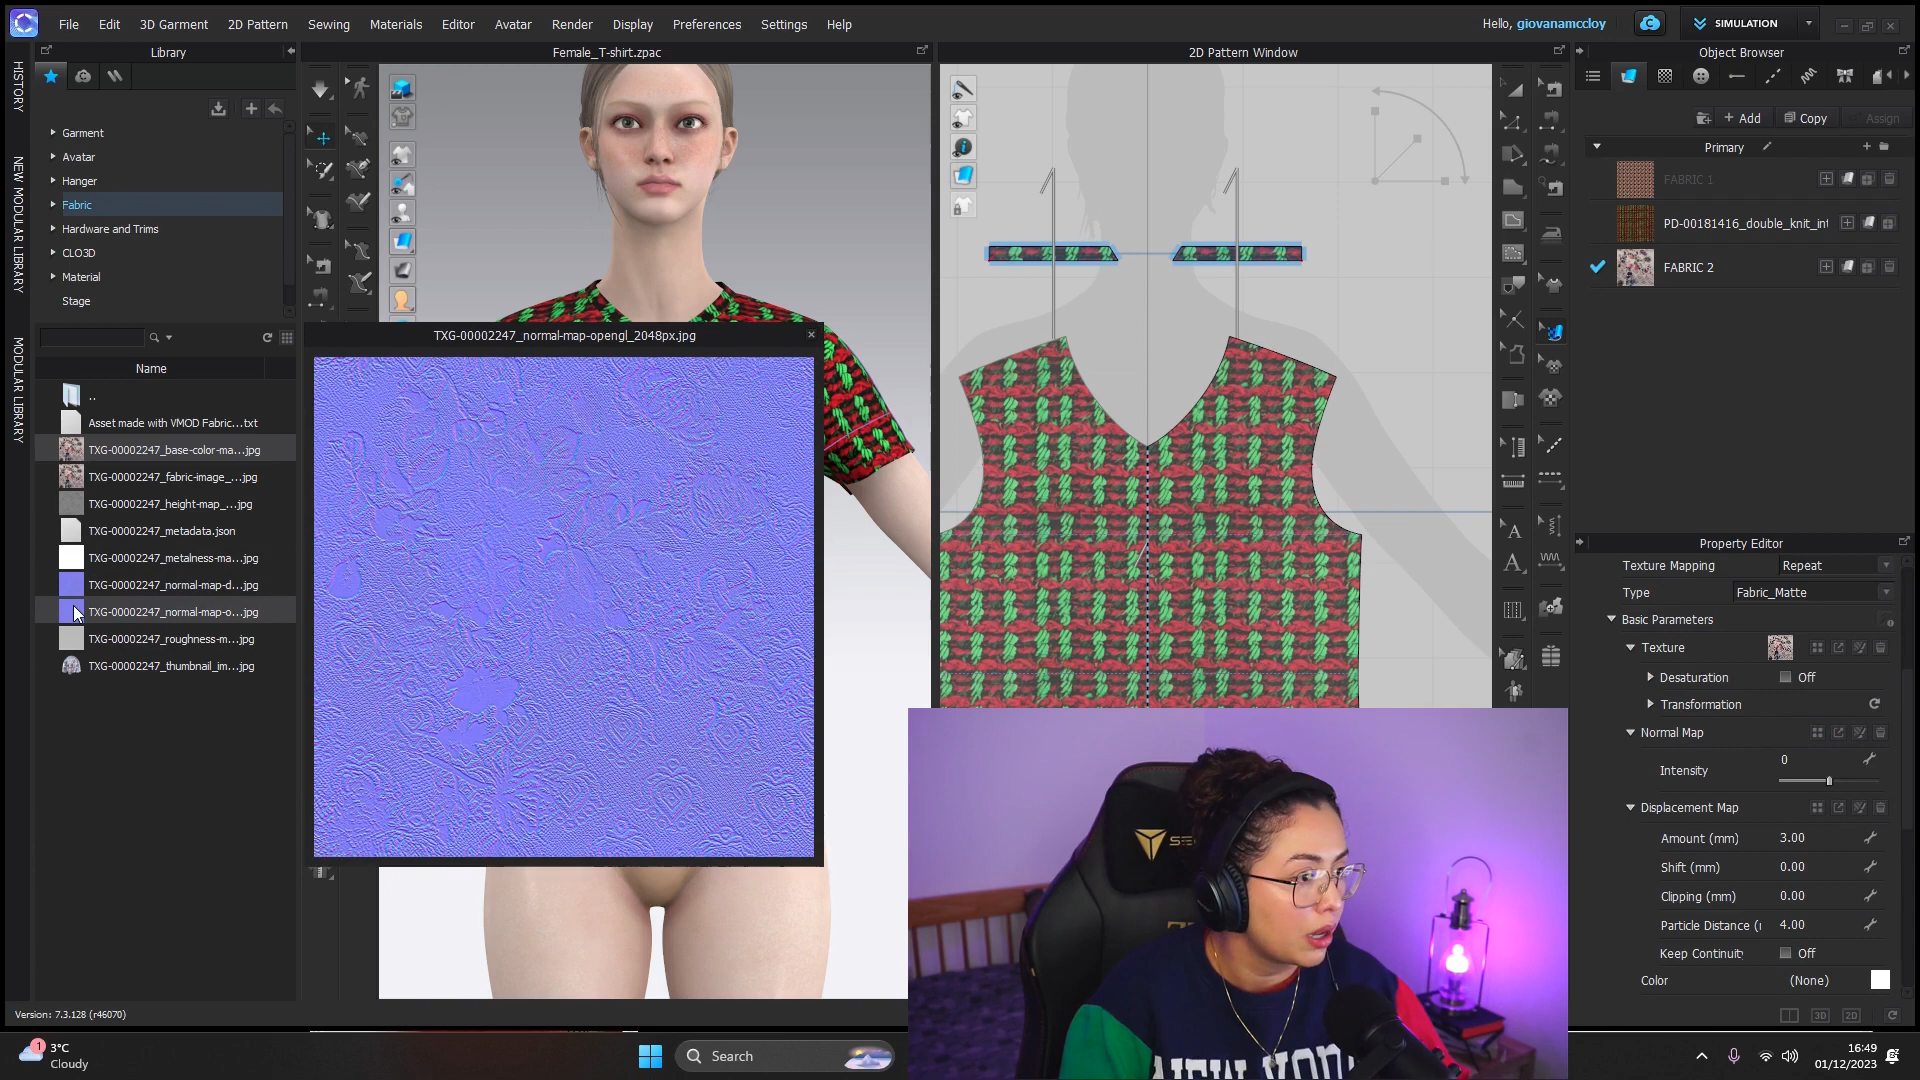 File
Edit
3D Garment
2D Pattern
Sewing
Materials
Editor
Avatar
Render
Display
Preferences
Settings
Help
Hello, giovanamccloy
SIMULATION
Library
Female_T-shirt.zpac
2D Pattern Window
Object Browser
HISTORY
NEW MODULAR LIBRARY
MODULAR LIBRARY
Garment
Avatar
Hanger
Fabric
Hardware and Trims
CLO3D
Material
Stage
Name
..
Asset made with VMOD Fabric...txt
TXG-00002247_base-color-ma...jpg
TXG-00002247_fabric-image_...jpg
TXG-00002247_height-map_...jpg
TXG-00002247_metadata.json
TXG-00002247_metalness-ma...jpg
TXG-00002247_normal-map-d...jpg
TXG-00002247_normal-map-o...jpg
TXG-00002247_roughness-m...jpg
TXG-00002247_thumbnail_im...jpg
Version: 7.3.128 (r46070)
TXG-00002247_normal-map-opengl_2048px.jpg
+ Add
Copy
Assign
Primary
FABRIC 1
PD-00181416_double_knit_int
FABRIC 2
Property Editor
Texture Mapping Repeat
Type Fabric_Matte
Basic Parameters
Texture
Desaturation Off
Transformation
Normal Map
Intensity 0
Displacement Map
Amount (mm) 3.00
Shift (mm) 0.00
Clipping (mm) 0.00
Particle Distance (r 4.00
Keep Continuity Off
Color (None)
3D
2D
NEW YORK
1
3°C
Cloudy
Search
16:49
01/12/2023